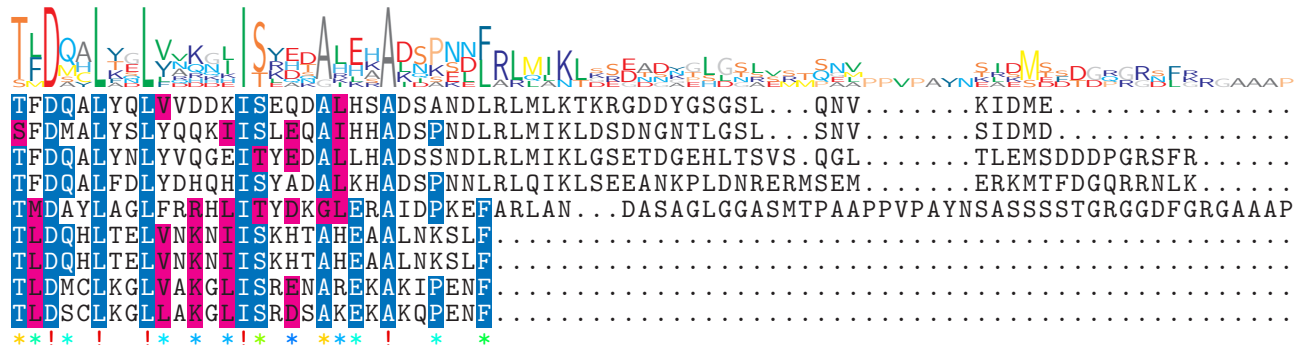 TFDQALYQLVVDDKISEQDALHSADSANDLRLMLKTKRGDDYGSGSL...QNV.......KIDME...............
SFDMALYSLYQQKIISLEQAIHHADSPNDLRLMIKLDSDNGNTLGSL...SNV.......SIDMD...............
TFDQALYNLYVQGEITYEDALLHADSSNDLRLMIKLGSETDGEHLTSVS.QGL.......TLEMSDDDPGRSFR......
TFDQALFDLYDHQHISYADALKHADSPNNLRLQIKLSEEANKPLDNRERMSEM.......ERKMTFDGQRRNLK......
TMDAYLAGLFRRHLITYDKGLERAIDPKEFARLAN...DASAGLGGASMTPAAPPVPAYNSASSSSTGRGGDFGRGAAAP
TLDQHLTELVNKNIISKHTAHEAALNKSLF..................................................
TLDQHLTELVNKNIISKHTAHEAALNKSLF..................................................
TLDMCLKGLVAKGLISRENAREKAKIPENF..................................................
TLDSCLKGLLAKGLISRDSAKEKAKQPENF..................................................